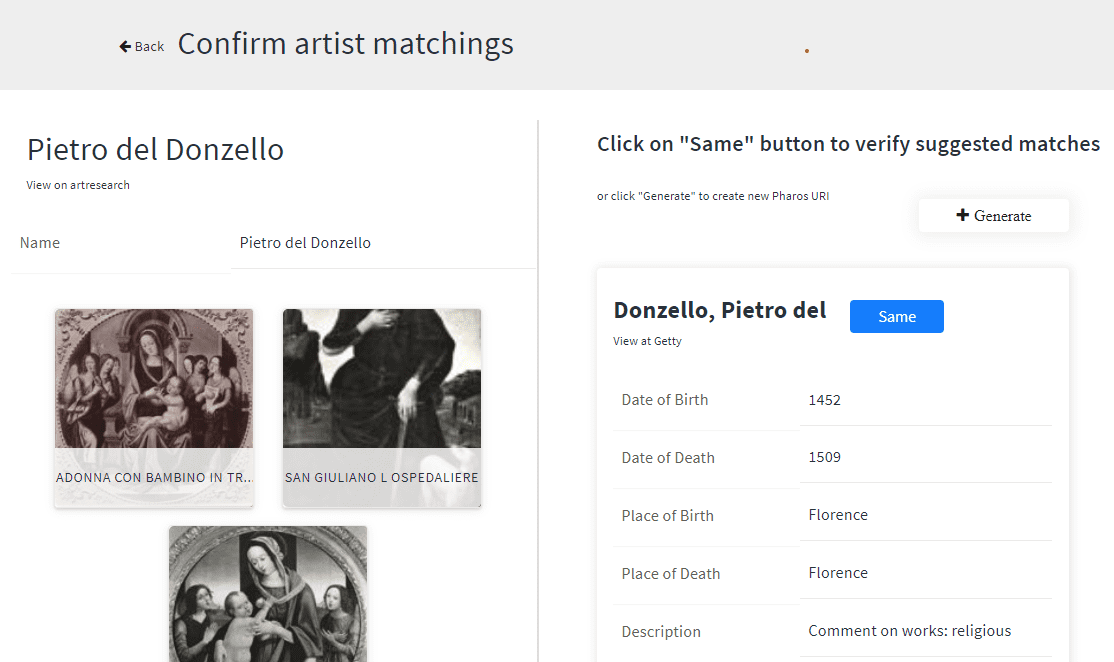 Back Confirm artist matchings
Pietro del Donzello
View on artresearch
Name Pietro del Donzello
ADONNA CON BAMBINO IN TR...
SAN GIULIANO L OSPEDALIERE
Click on "Same" button to verify suggested matches
or click "Generate" to create new Pharos URI
Generate
Donzello, Pietro del Same
View at Getty
Date of Birth 1452
Date of Death 1509
Place of Birth Florence
Place of Death Florence
Description Comment on works: religious